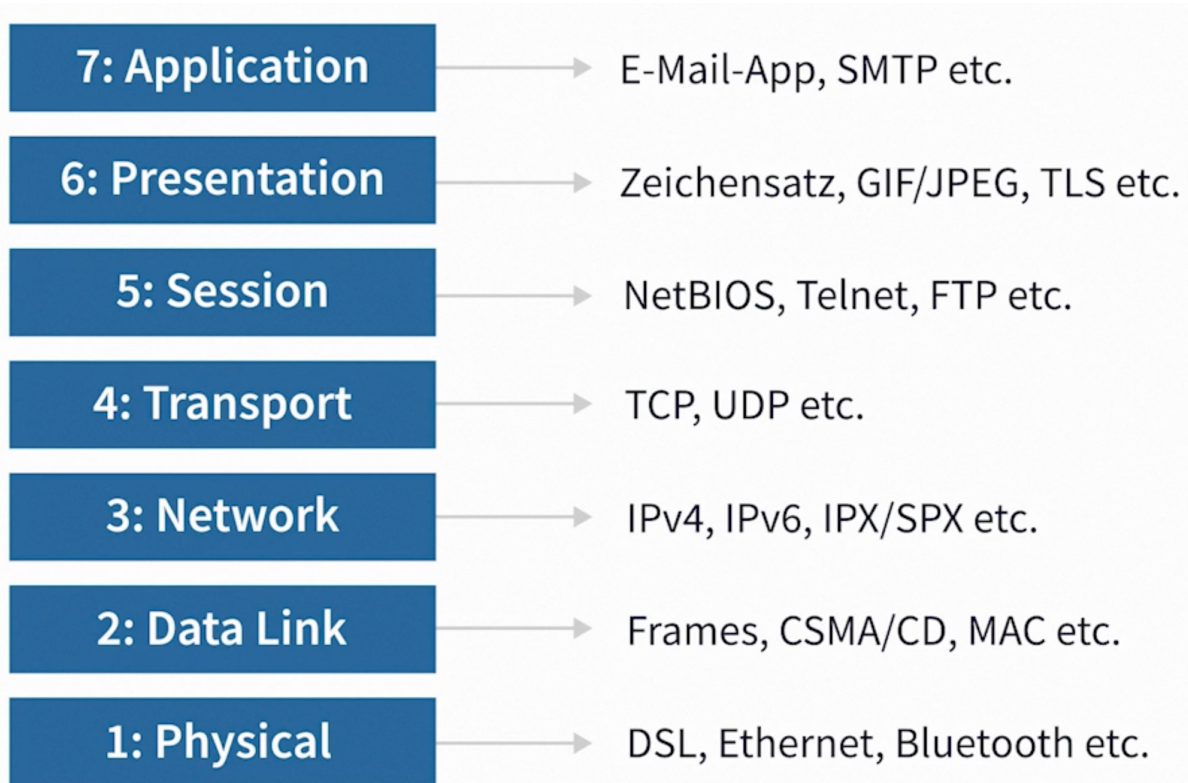 7: Application
E-Mail-App, SMTP etc.
6: Presentation
Zeichensatz, GIF/JPEG, TLS etc.
5: Session
NetBIOS, Telnet, FTP etc.
4: Transport
TCP, UDP etc.
3: Network
IPv4, IPv6, IPX/SPX etc.
2: Data Link
Frames, CSMA/CD, MAC etc.
1: Physical
DSL, Ethernet, Bluetooth etc.